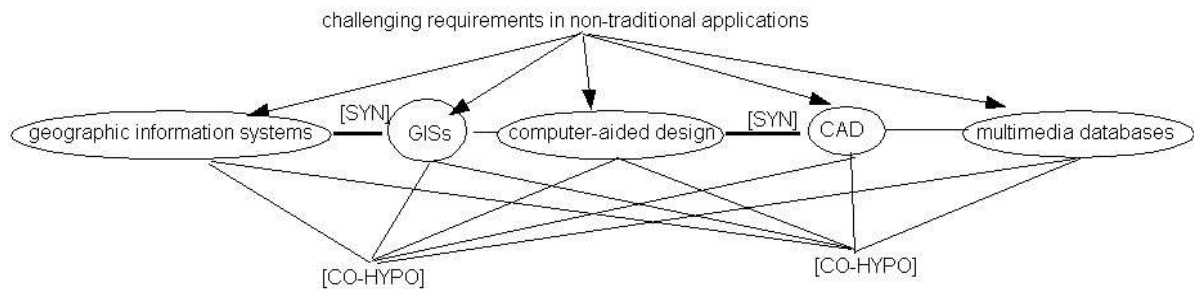 challenging requirements in non-traditional applications
[SYN] [SYN]
geographic information systems GISs computer-aided design CAD multimedia databases
[CO-HYPO] [CO-HYPO]